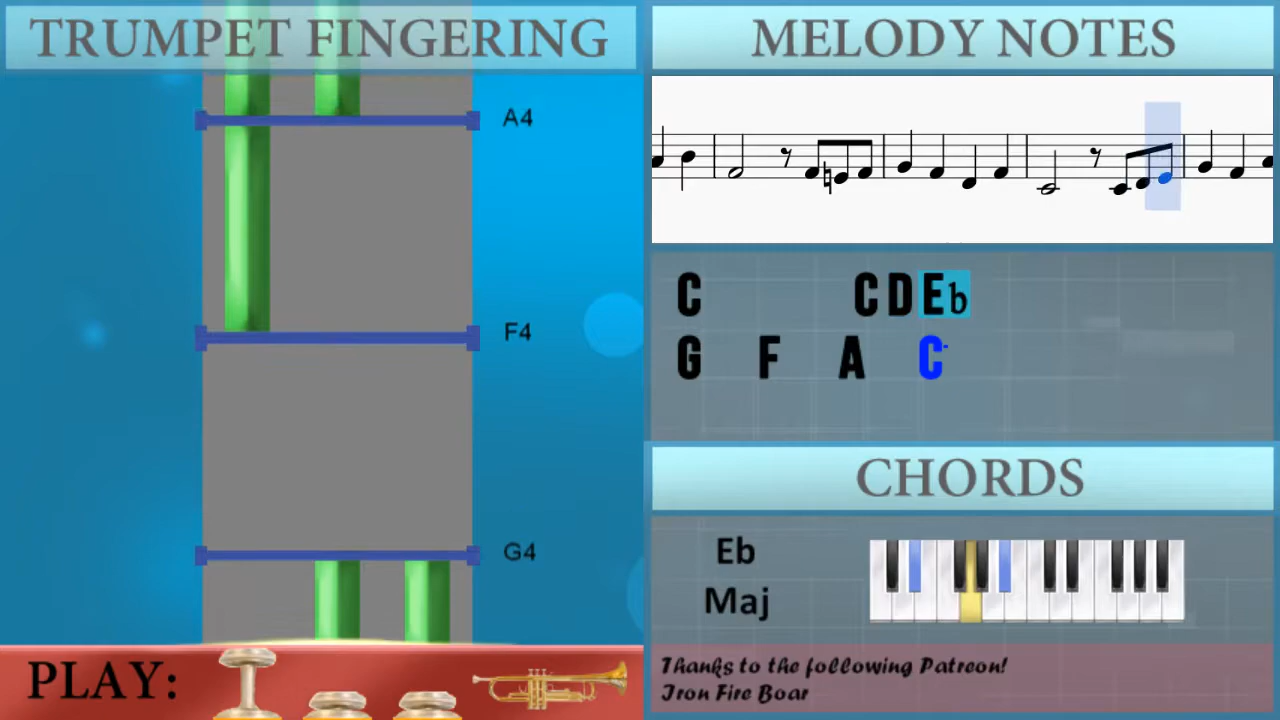 TRUMPET FINGERING
A4
F4
G4
PLAY:
MELODY NOTES
C C D Eb
G F A C
CHORDS
Eb
Maj
Thanks to the following Patreon!
Iron Fire Boar